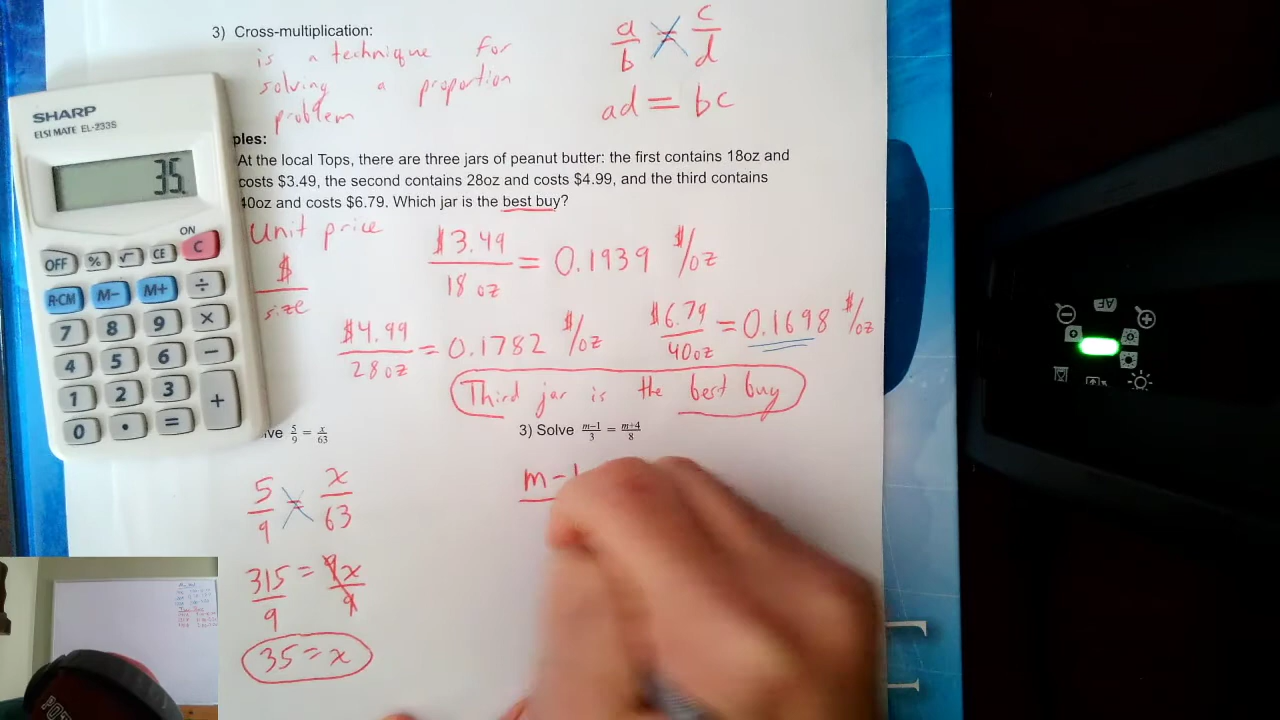 3) Cross-multiplication:
is a technique for
solving a proportion
problem
a/b = c/d
ad = bc
SHARP
ELSI MATE EL-233S
35.
ples:
At the local Tops, there are three jars of peanut butter: the first contains 18oz and
costs $3.49, the second contains 28oz and costs $4.99, and the third contains
40oz and costs $6.79. Which jar is the best buy?
Unit price
$/size
$3.49/18 oz = 0.1939 $/oz
$4.99/28oz = 0.1782 $/oz
$6.79/40oz = 0.1698 $/oz
Third jar is the best buy
ON
OFF % √ CE C
R·CM M− M+ ÷
7 8 9 ×
4 5 6 −
1 2 3 +
0 · =
ve 5/9 = x/63
5/9 = x/63
315/9 = 9x/9
35 = x
3) Solve m−1/3 = m+4/8
m-1
AF